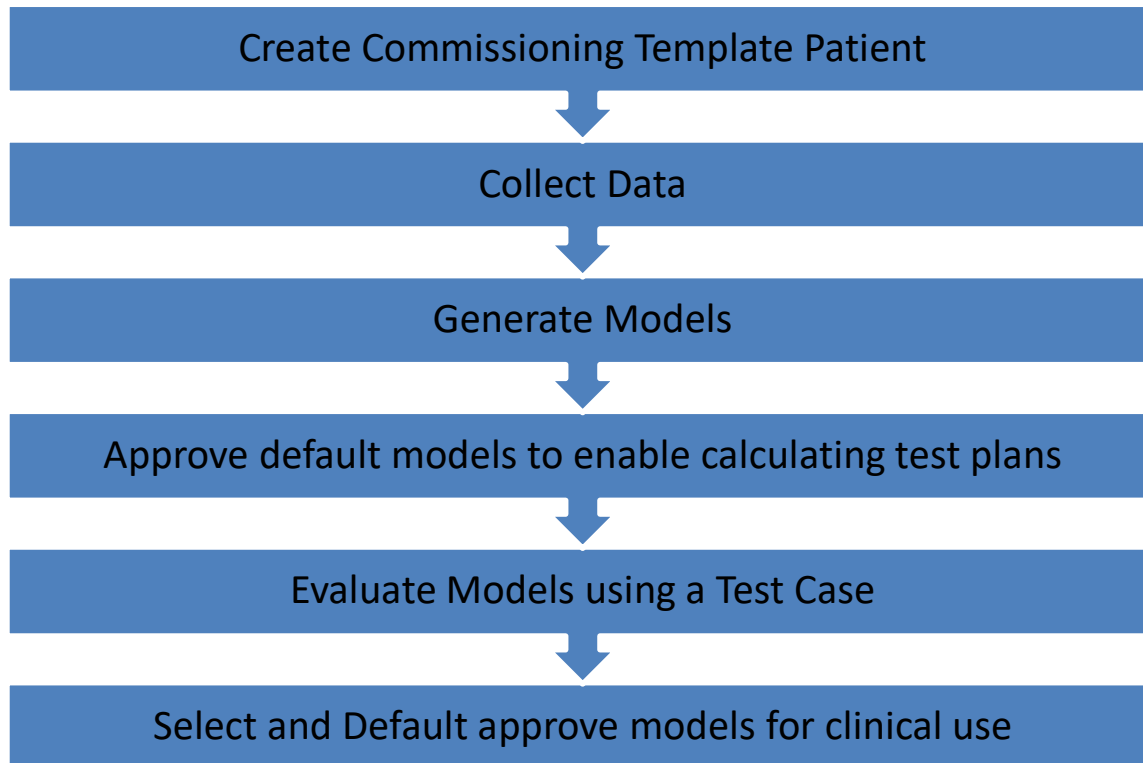 Create Commissioning Template Patient
Collect Data
Generate Models
Approve default models to enable calculating test plans
Evaluate Models using a Test Case
Select and Default approve models for clinical use